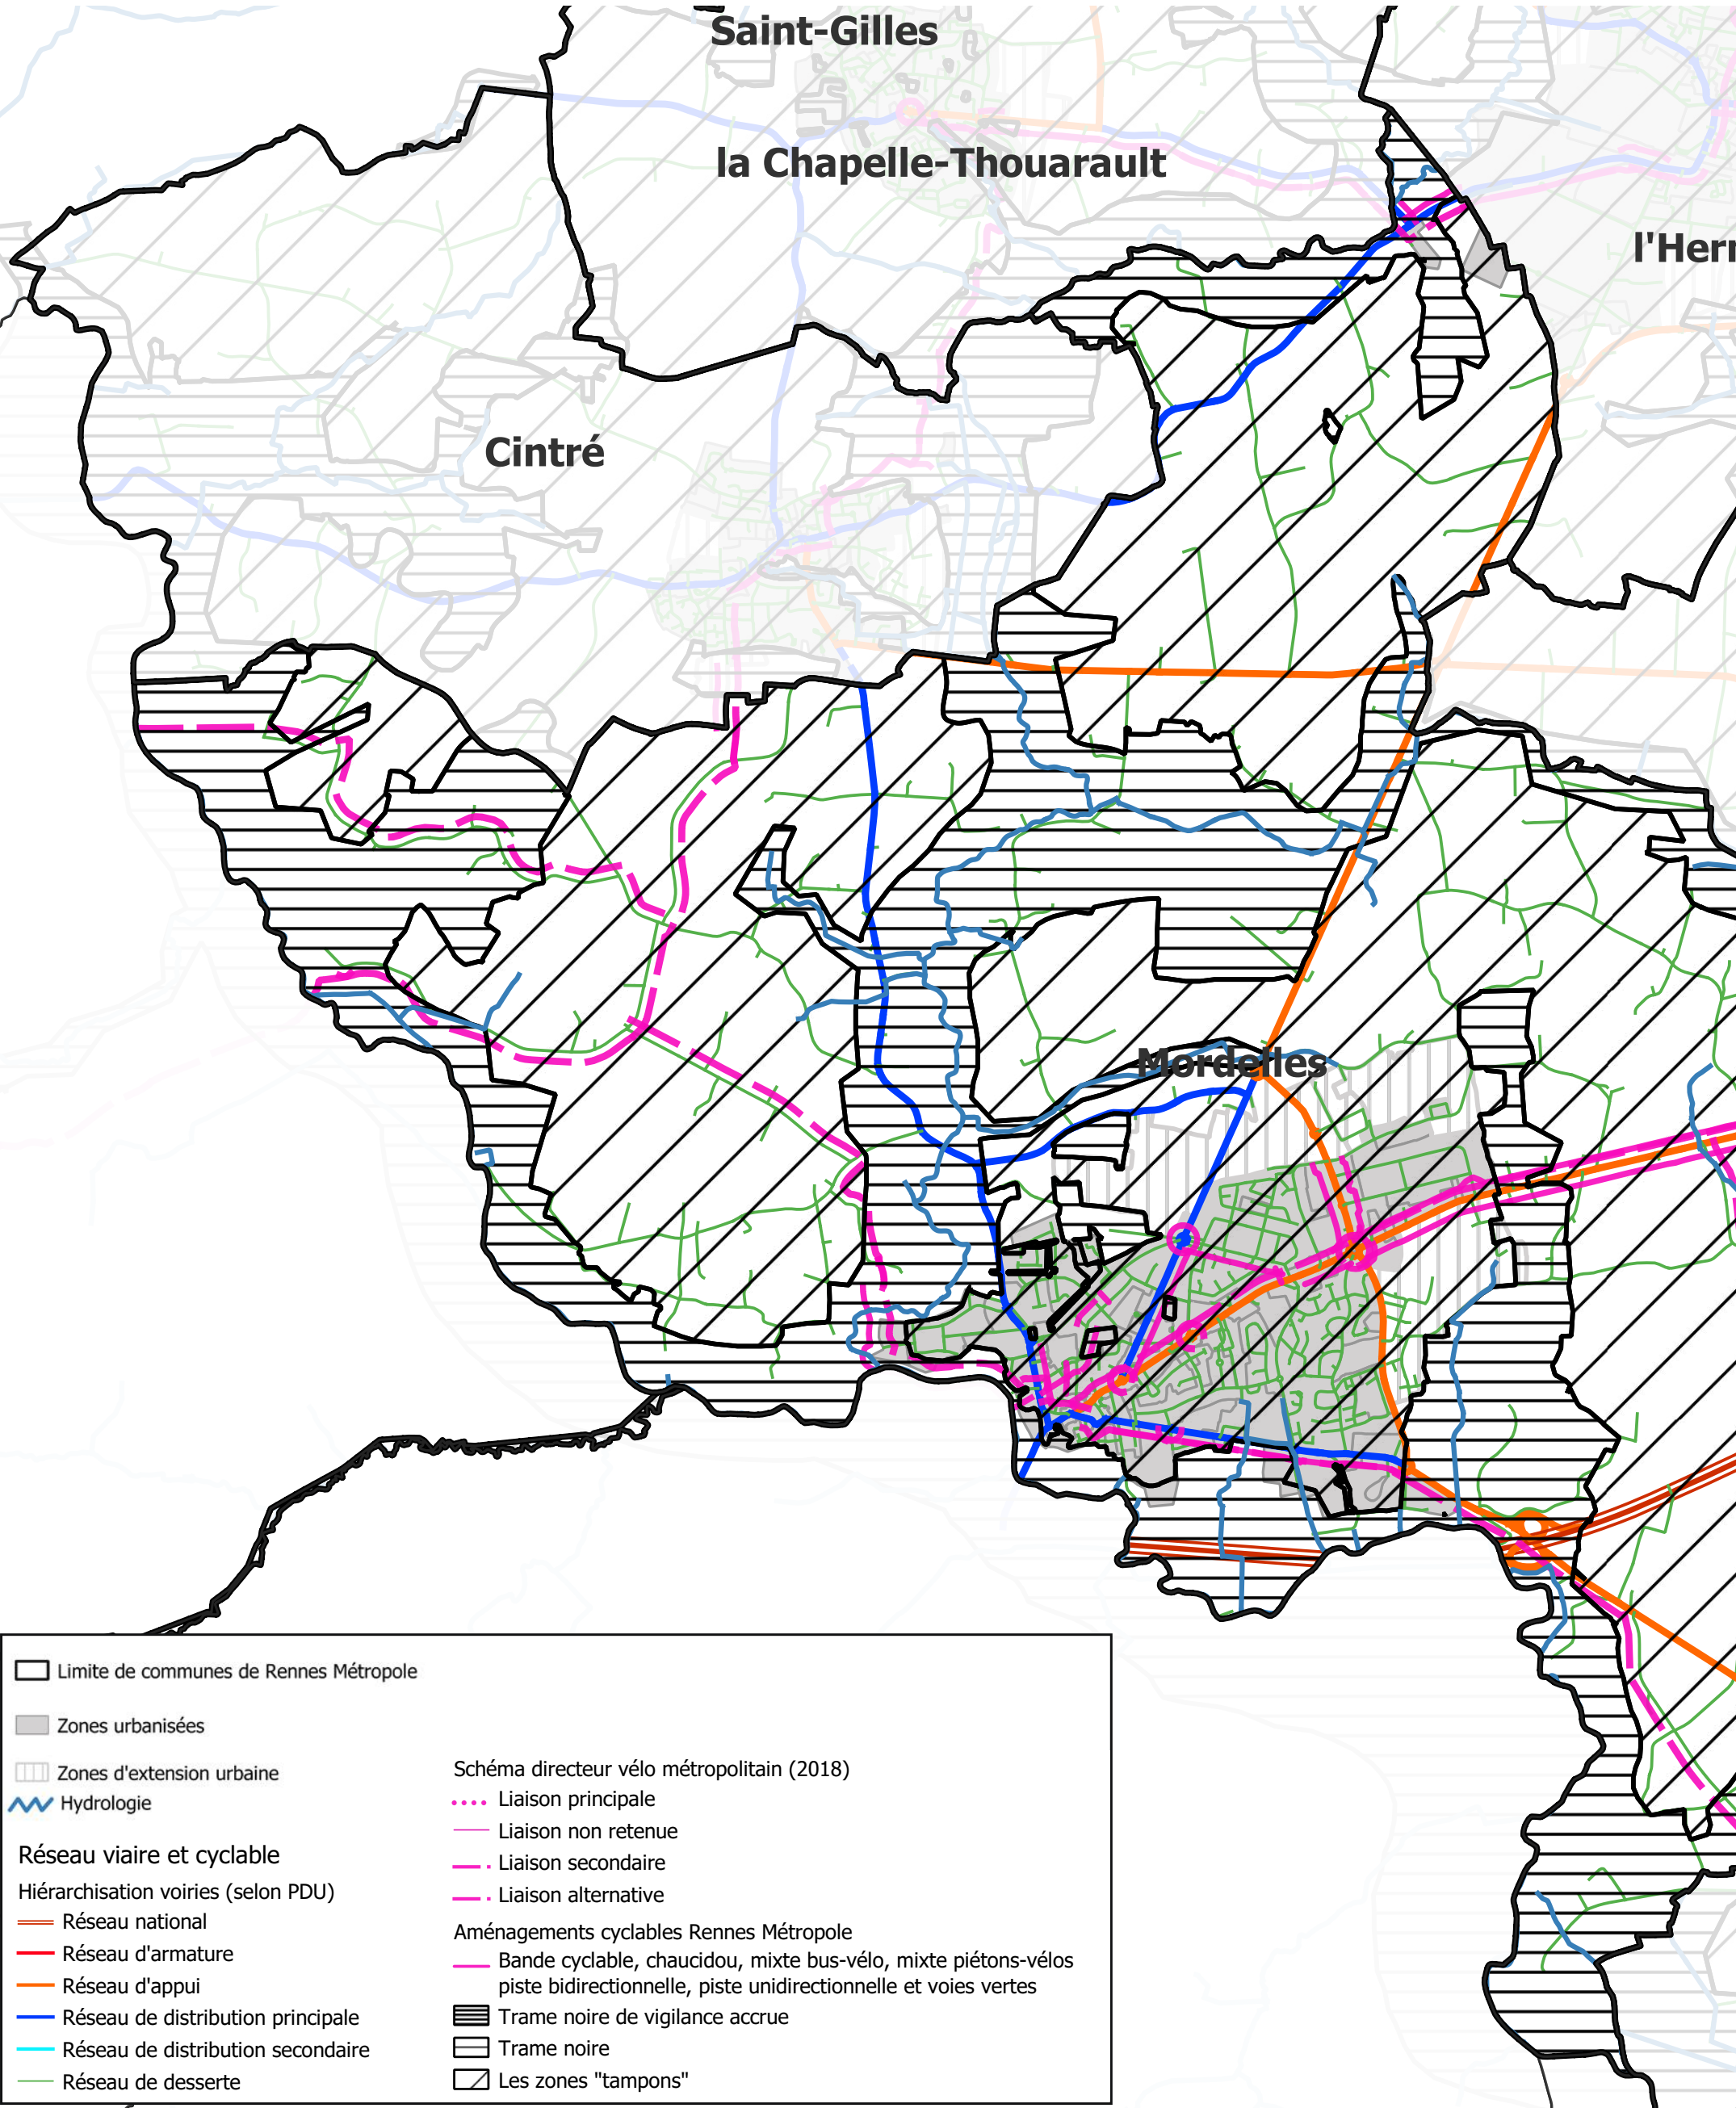 Saint-Gilles
la Chapelle-Thouarault
l'Herm
Cintré
Mordelles
Limite de communes de Rennes Métropole
Zones urbanisées
Zones d'extension urbaine
Hydrologie
Réseau viaire et cyclable
Hiérarchisation voiries (selon PDU)
Réseau national
Réseau d'armature
Réseau d'appui
Réseau de distribution principale
Réseau de distribution secondaire
Réseau de desserte
Schéma directeur vélo métropolitain (2018)
Liaison principale
Liaison non retenue
Liaison secondaire
Liaison alternative
Aménagements cyclables Rennes Métropole
Bande cyclable, chaucidou, mixte bus-vélo, mixte piétons-vélos
piste bidirectionnelle, piste unidirectionnelle et voies vertes
Trame noire de vigilance accrue
Trame noire
Les zones "tampons"